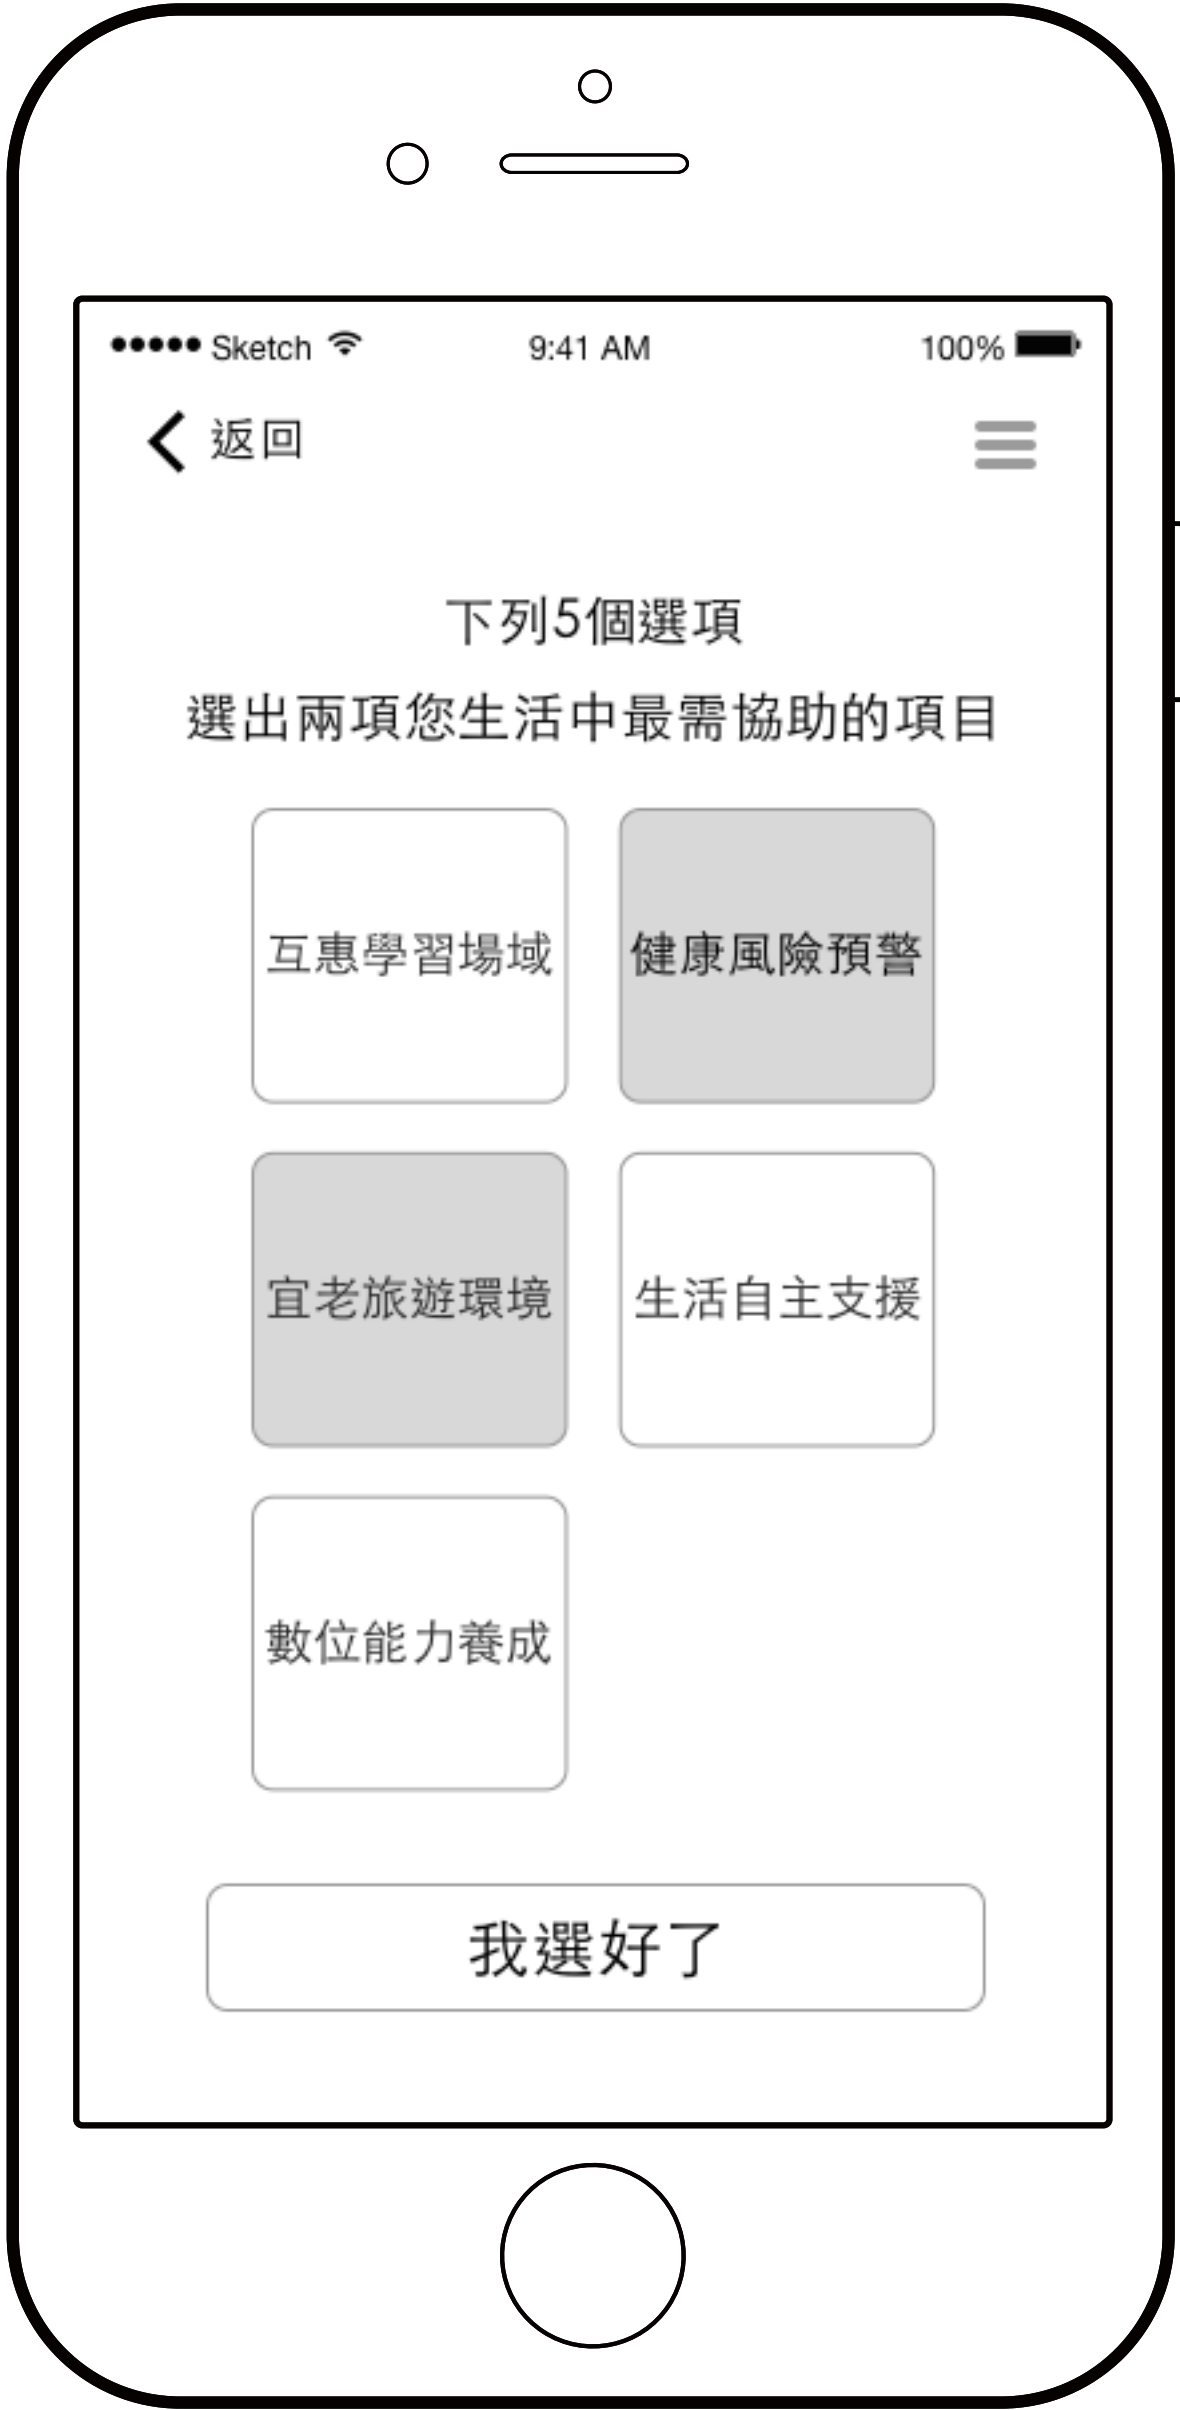 ●●●●● Sketch 9:41 AM 100%
返回
下列5個選項
選出兩項您生活中最需協助的項目
互惠學習場域 健康風險預警
宜老旅遊環境 生活自主支援
數位能力養成
我選好了